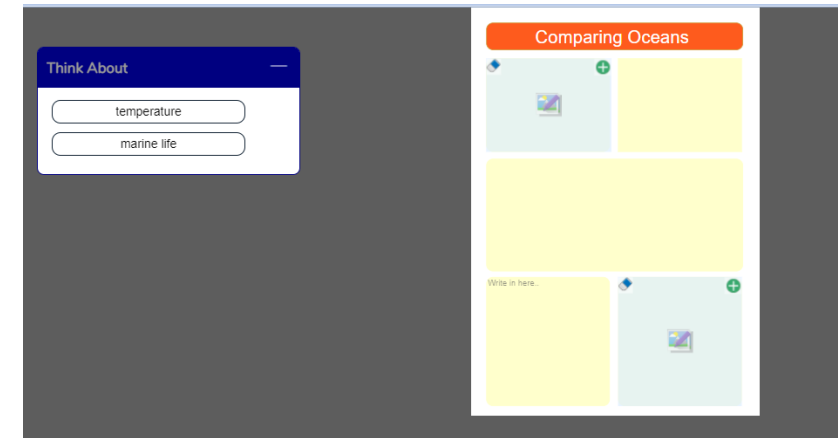 Think About
temperature
marine life
Comparing Oceans
Write in here..